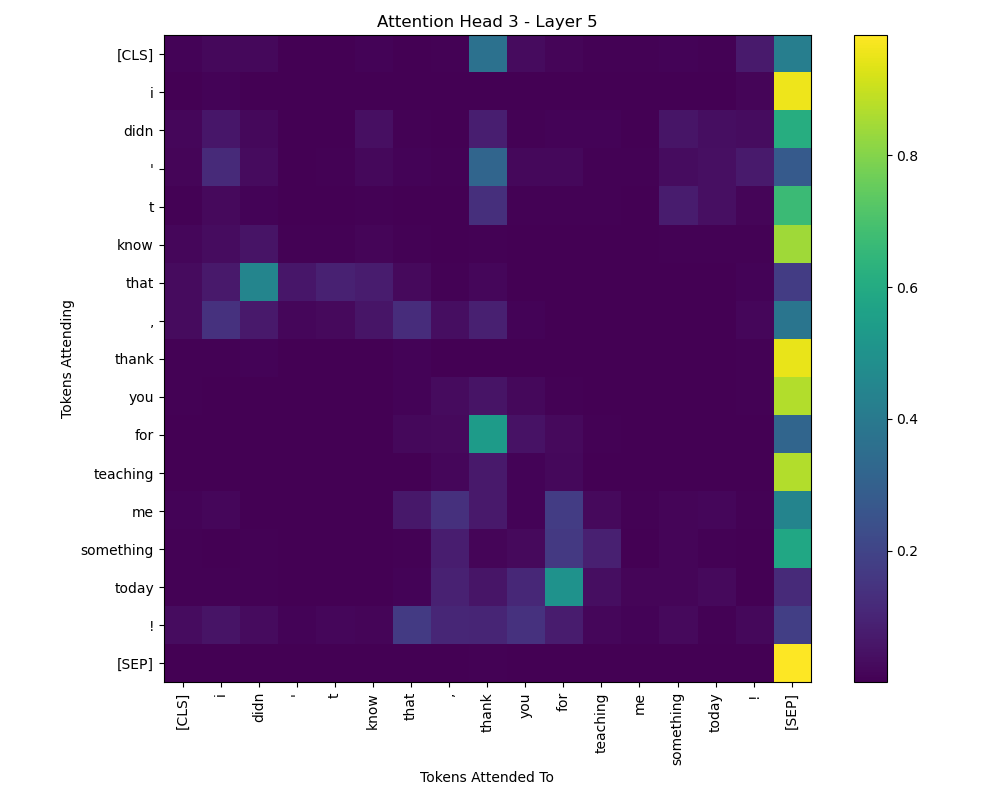 Attention Head 3 - Layer 5
[CLS]
i
didn
'
t
know
that
,
thank
you
for
teaching
me
something
today
!
[SEP]
Tokens Attending
[CLS]
i
didn
'
t
know
that
,
thank
you
for
teaching
me
something
today
!
[SEP]
Tokens Attended To
0.8
0.6
0.4
0.2